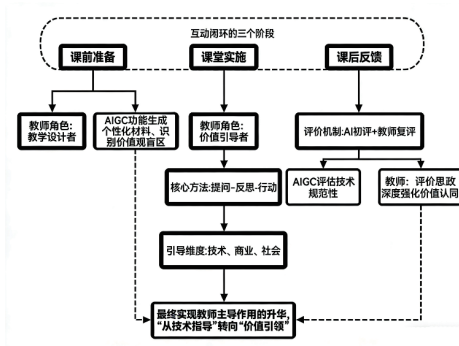 互动闭环的三个阶段
课前准备
课堂实施
课后反馈
教师角色:
教学设计者
AIGC功能生成
个性化材料、识
别价值观盲区
教师角色:
价值引导者
评价机制:AI初评+教师复评
核心方法:提问-反思-行动
AIGC评估技术
规范性
教师：评价思政
深度强化价值认同
引导维度:技术、商业、社会
最终实现教师主导作用的升华,
“从技术指导”转向“价值引领”